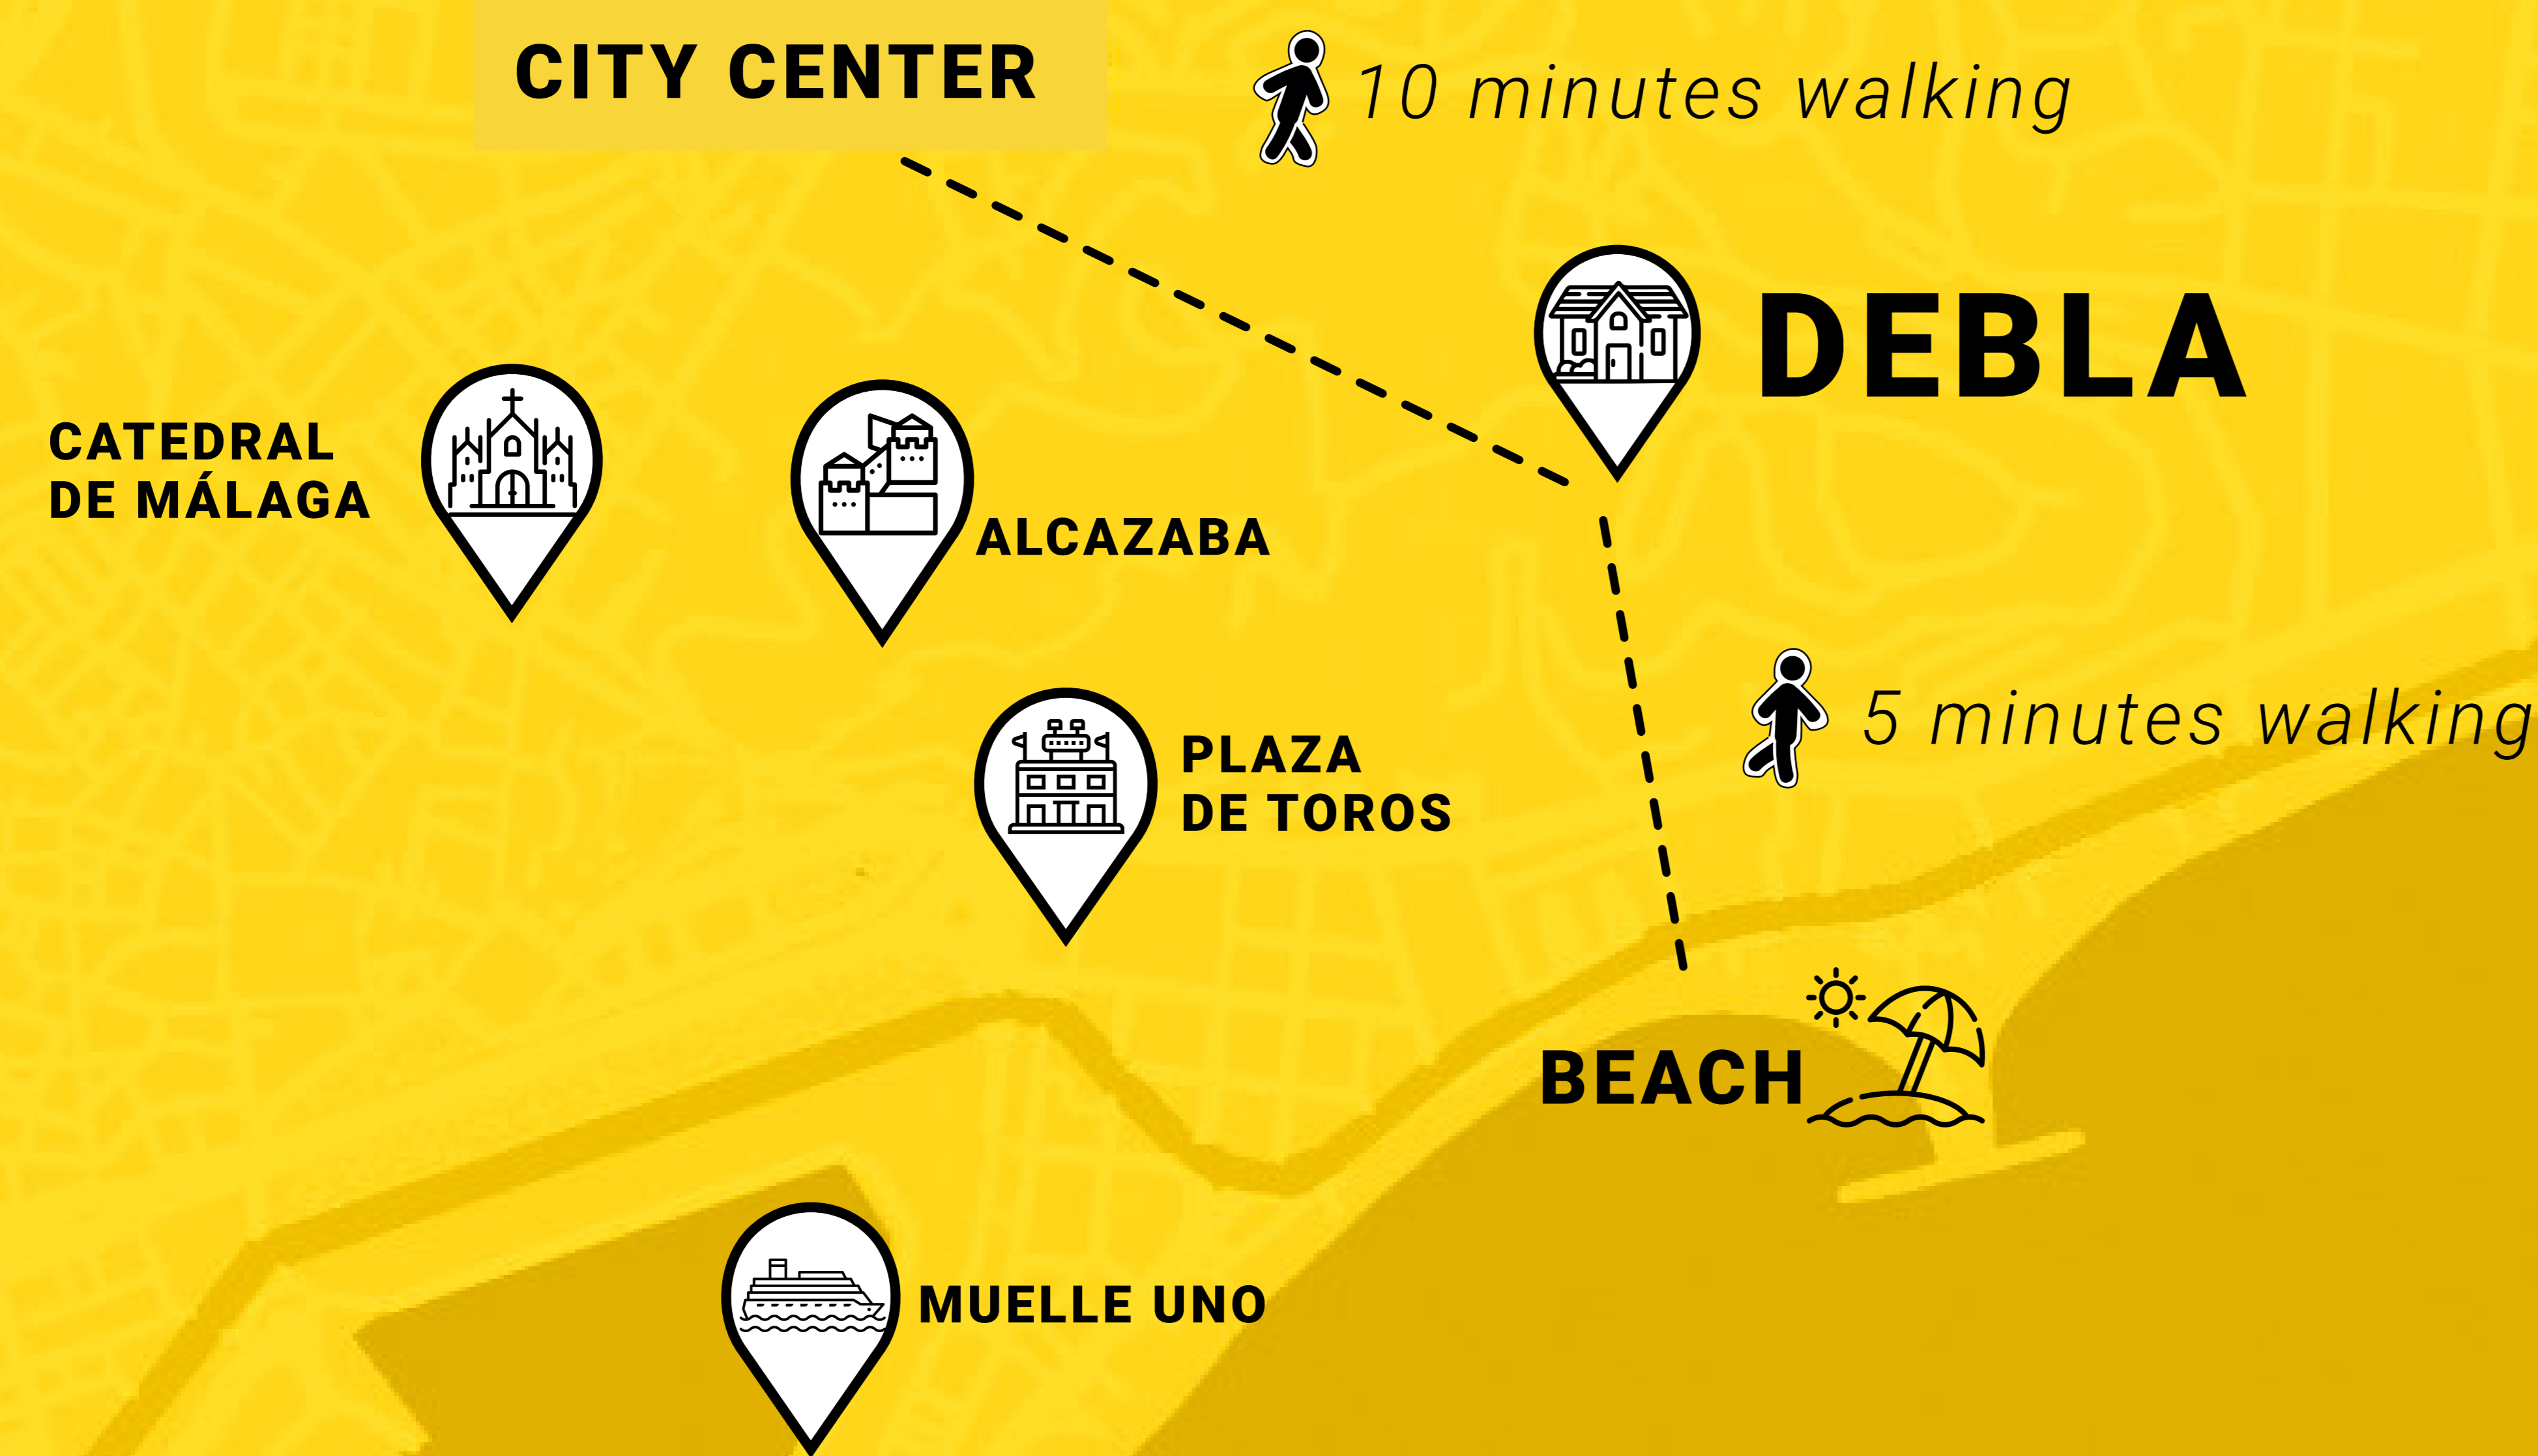 CITY CENTER
10 minutes walking
DEBLA
CATEDRAL
DE MÁLAGA
ALCAZABA
5 minutes walking
PLAZA
DE TOROS
BEACH
MUELLE UNO